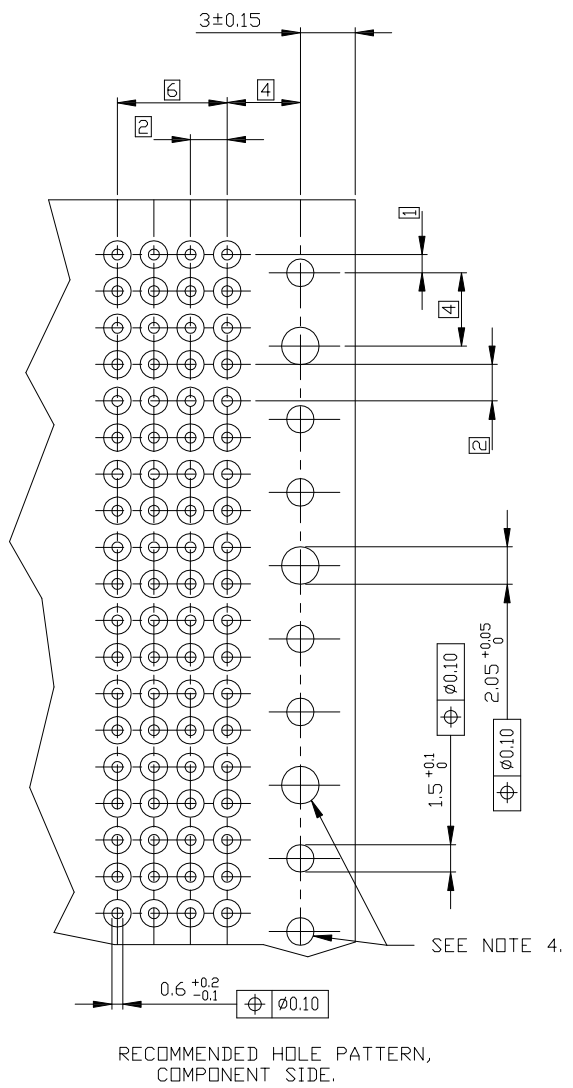 3±0.15
6
4
2
1
4
2
2.05 +0.05 0
⌖ ⌀0.10
1.5 +0.1 0
⌖ ⌀0.10
SEE NOTE 4.
0.6 +0.2 -0.1
⌖ ⌀0.10
RECOMMENDED HOLE PATTERN,
COMPONENT SIDE.